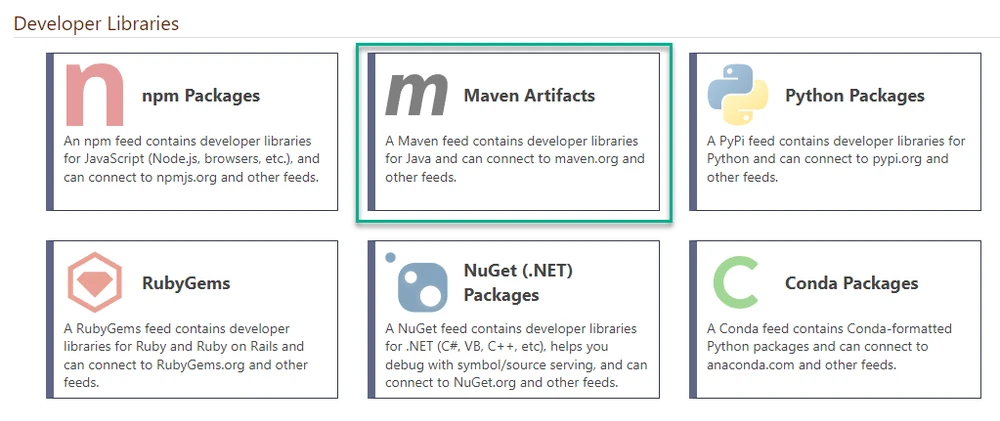 Developer Libraries
npm Packages
An npm feed contains developer libraries
for JavaScript (Node.js, browsers, etc.), and
can connect to npmjs.org and other feeds.
Maven Artifacts
A Maven feed contains developer libraries
for Java and can connect to maven.org and
other feeds.
Python Packages
A PyPi feed contains developer libraries for
Python and can connect to pypi.org and
other feeds.
RubyGems
A RubyGems feed contains developer
libraries for Ruby and Ruby on Rails and
can connect to RubyGems.org and other
feeds.
NuGet (.NET)
Packages
A NuGet feed contains developer libraries
for .NET (C#, VB, C++, etc), helps you
debug with symbol/source serving, and can
connect to NuGet.org and other feeds.
Conda Packages
A Conda feed contains Conda-formatted
Python packages and can connect to
anaconda.com and other feeds.